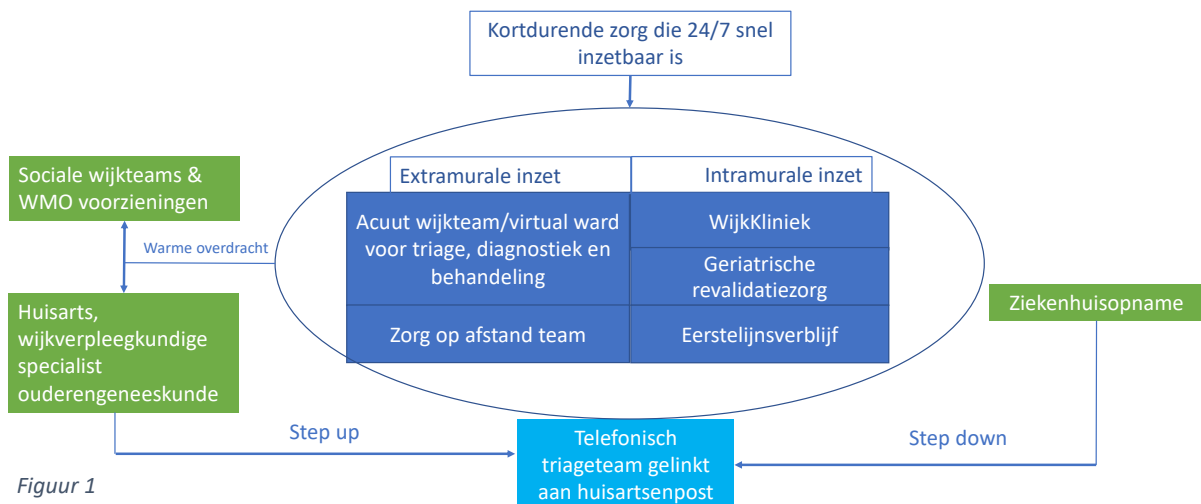 Kortdurende zorg die 24/7 snel
inzetbaar is
Sociale wijkteams &
WMO voorzieningen
Warme overdracht
Huisarts,
wijkverpleegkundige
specialist
ouderengeneeskunde
Extramurale inzet
Intramurale inzet
Acuut wijkteam/virtual ward
voor triage, diagnostiek en
behandeling
WijkKliniek
Geriatrische
revalidatiezorg
Zorg op afstand team
Eerstelijnsverblijf
Ziekenhuisopname
Step up
Telefonisch
triageteam gelinkt
aan huisartsenpost
Step down
Figuur 1